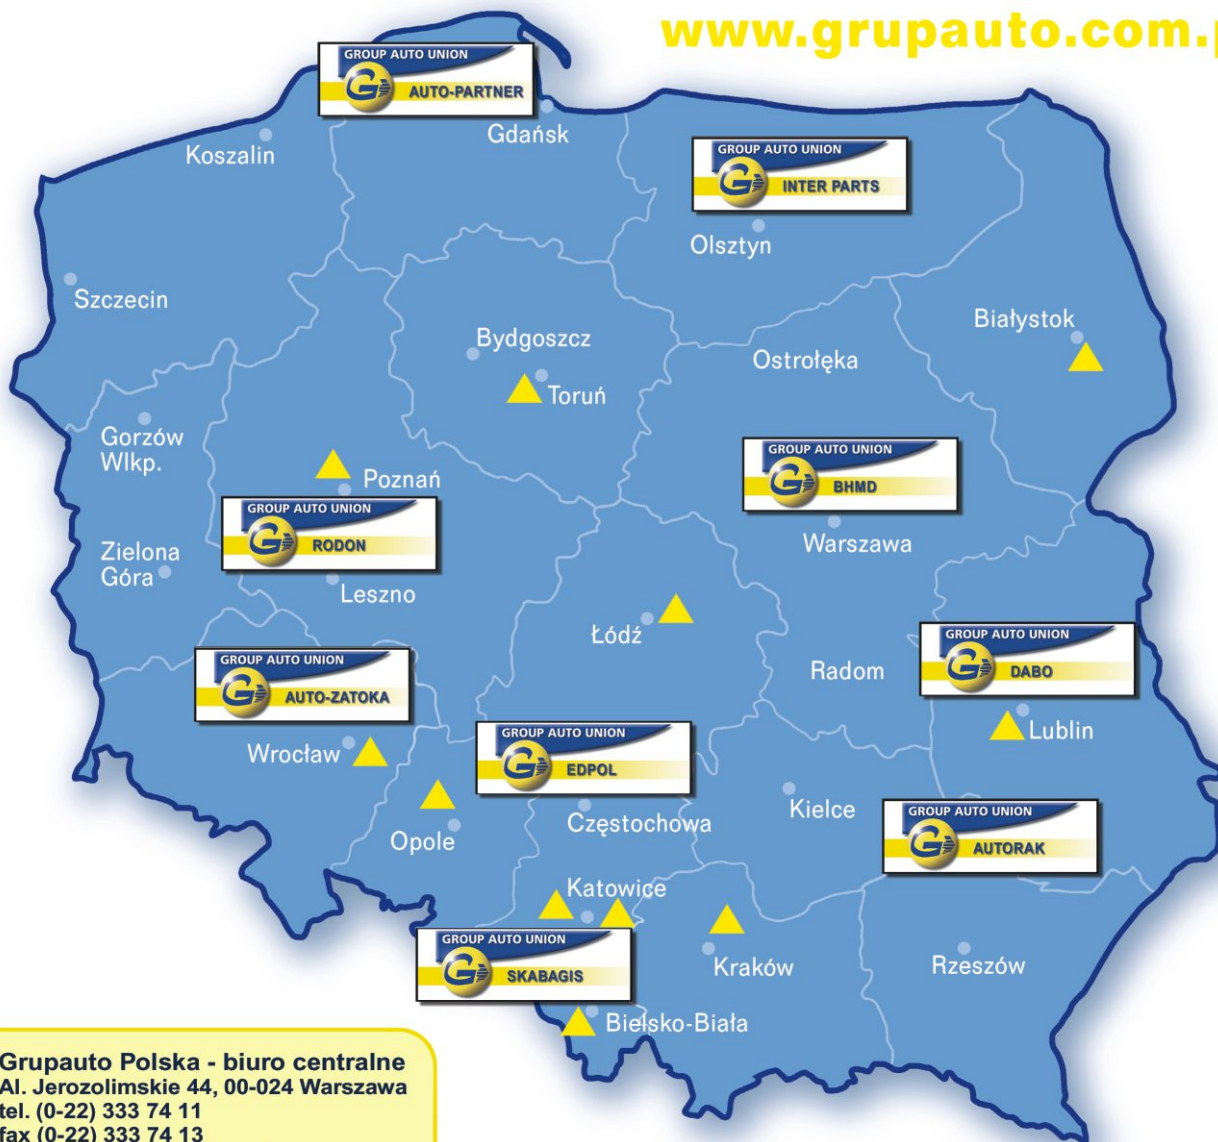 www.grupauto.com.p
GROUP AUTO UNION
AUTO-PARTNER
Gdańsk
Koszalin
GROUP AUTO UNION
INTER PARTS
Olsztyn
Szczecin
Białystok
Bydgoszcz
Ostrołęka
Toruń
Gorzów
Wlkp.
GROUP AUTO UNION
BHMD
Poznań
GROUP AUTO UNION
RODON
Warszawa
Zielona
Góra
Leszno
Łódź
GROUP AUTO UNION
DABO
GROUP AUTO UNION
AUTO-ZATOKA
Radom
Lublin
Wrocław
GROUP AUTO UNION
EDPOL
Kielce
Częstochowa
Opole
GROUP AUTO UNION
AUTORAK
Katowice
GROUP AUTO UNION
SKABAGIS
Kraków
Rzeszów
Bielsko-Biała
Grupauto Polska - biuro centralne
Al. Jerozolimskie 44, 00-024 Warszawa
tel. (0-22) 333 74 11
fax (0-22) 333 74 13